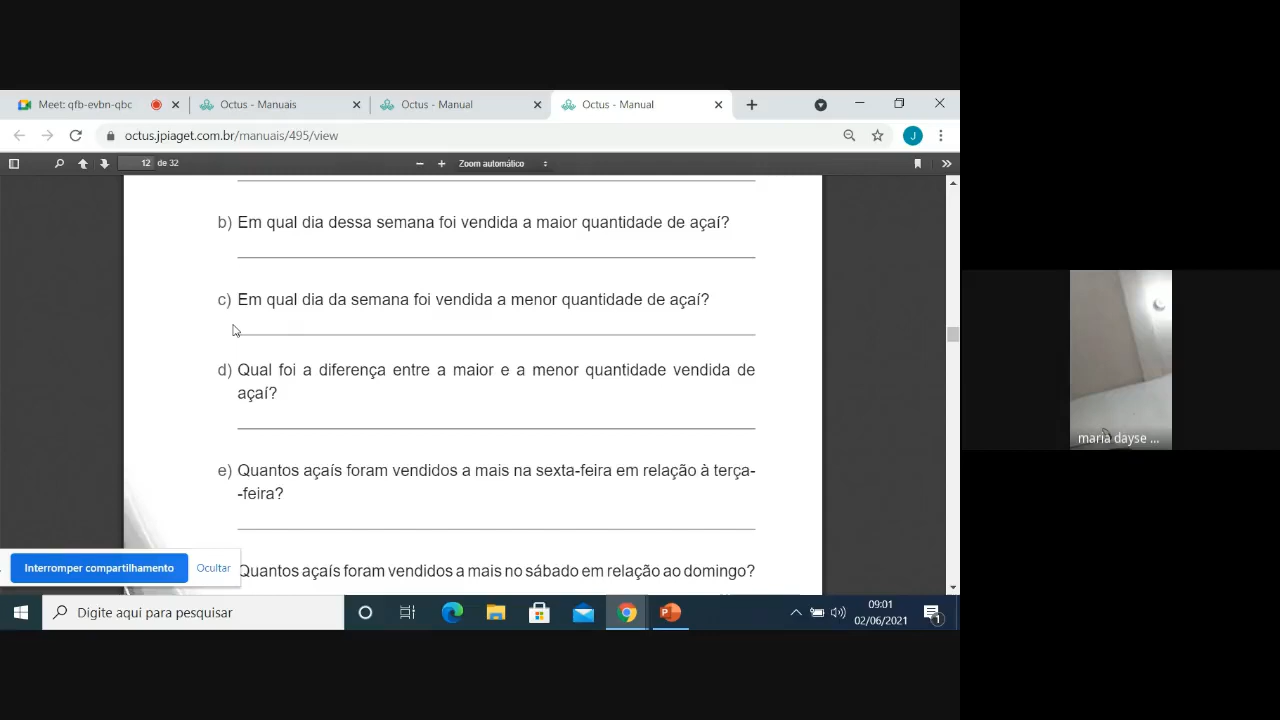 Meet: qfb-evbn-qbc
Octus - Manuais
Octus - Manual
Octus - Manual
octus.jpiaget.com.br/manuais/495/view
J
12 de 32
Zoom automático
b) Em qual dia dessa semana foi vendida a maior quantidade de açaí?
c) Em qual dia da semana foi vendida a menor quantidade de açaí?
d) Qual foi a diferença entre a maior e a menor quantidade vendida de
açaí?
e) Quantos açaís foram vendidos a mais na sexta-feira em relação à terça-
-feira?
Quantos açaís foram vendidos a mais no sábado em relação ao domingo?
Interromper compartilhamento
Ocultar
maria dayse ...
Digite aqui para pesquisar
09:01
02/06/2021
1